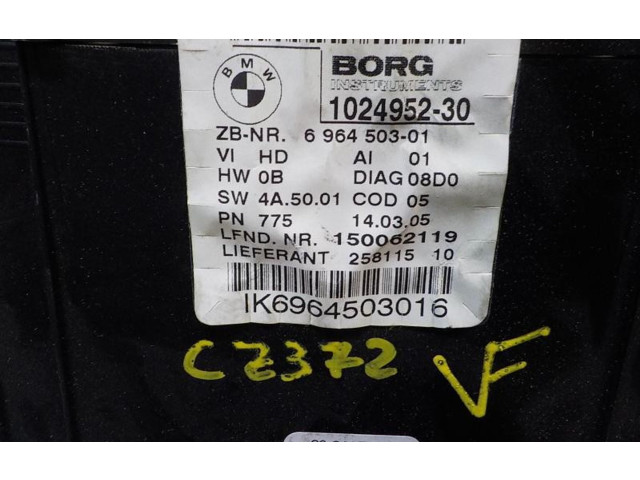 BMW
BORG
INSTRUMENTS
1024952-30
ZB-NR. 6 964 503-01
VI HD AI 01
HW 0B DIAG 08D0
SW 4A.50.01 COD 05
PN 775 14.03.05
LFND. NR. 150062119
LIEFERANT 258115 10
IK6964503016
CZ372 VF